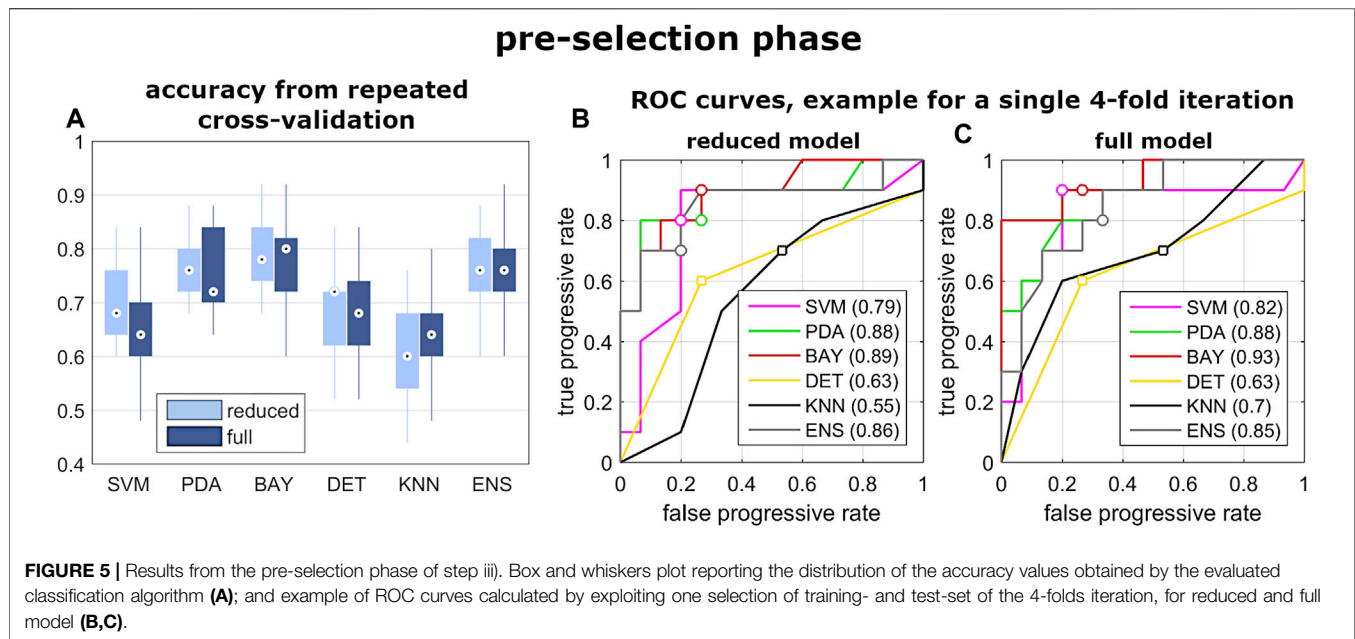 pre-selection phase
accuracy from repeated
cross-validation
A
1
0.9
0.8
0.7
0.6
0.5
0.4
reduced
full
SVM PDA BAY DET KNN ENS
ROC curves, example for a single 4-fold iteration
B
reduced model
1
0.8
0.6
0.4
0.2
0
true progressive rate
SVM (0.79)
PDA (0.88)
BAY (0.89)
DET (0.63)
KNN (0.55)
ENS (0.86)
0 0.2 0.4 0.6 0.8 1
false progressive rate
C
full model
1
0.8
0.6
0.4
0.2
0
true progressive rate
SVM (0.82)
PDA (0.88)
BAY (0.93)
DET (0.63)
KNN (0.7)
ENS (0.85)
0 0.2 0.4 0.6 0.8 1
false progressive rate
FIGURE 5 | Results from the pre-selection phase of step iii). Box and whiskers plot reporting the distribution of the accuracy values obtained by the evaluated
classification algorithm (A); and example of ROC curves calculated by exploiting one selection of training- and test-set of the 4-folds iteration, for reduced and full
model (B,C).